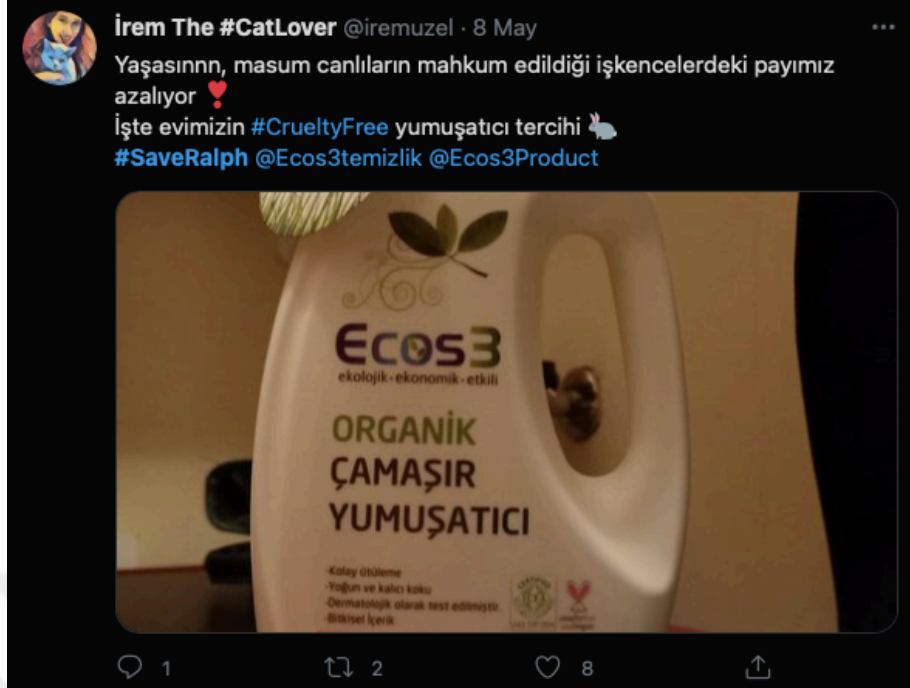 İrem The #CatLover @iremuzel · 8 May
Yaşasınnn, masum canlıların mahkum edildiği işkencelerdeki payımız
azalıyor ❣
İşte evimizin #CrueltyFree yumuşatıcı tercihi 🐇
#SaveRalph @Ecos3temizlik @Ecos3Product
Ecos3
ekolojik-ekonomik-etkili
ORGANİK
ÇAMAŞIR
YUMUŞATICI
-Kolay ütüleme
-Yoğun ve kalıcı koku
-Dermatolojik olarak test edilmiştir.
-Bitkisel İçerik
1 2 8